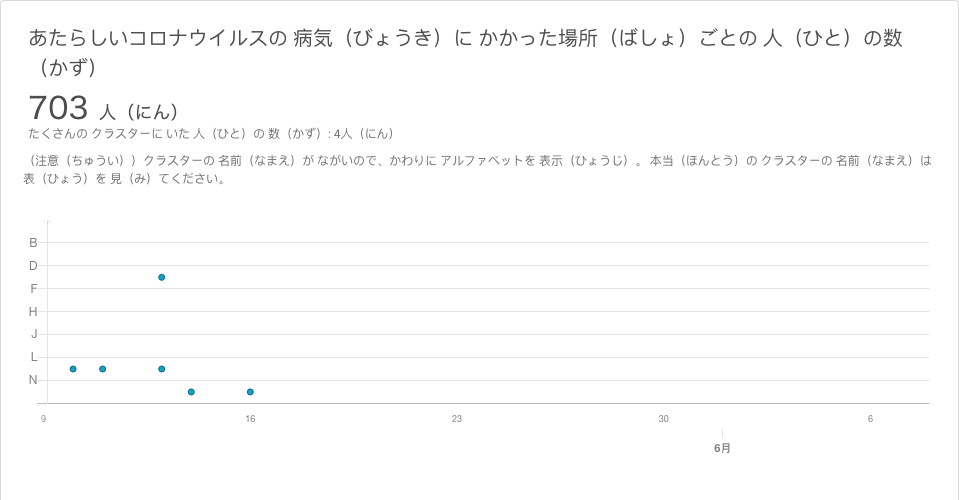 あたらしいコロナウイルスの 病気（びょうき）に かかった場所（ばしょ）ごとの 人（ひと）の数
（かず）
703 人（にん）
たくさんの クラスターに いた 人（ひと）の 数（かず）: 4人（にん）
（注意（ちゅうい））クラスターの 名前（なまえ）が ながいので、かわりに アルファベットを 表示（ひょうじ）。 本当（ほんとう）の クラスターの 名前（なまえ）は
表（ひょう）を 見（み）てください。
B
D
F
H
J
L
N
9 16 23 30 6
6月